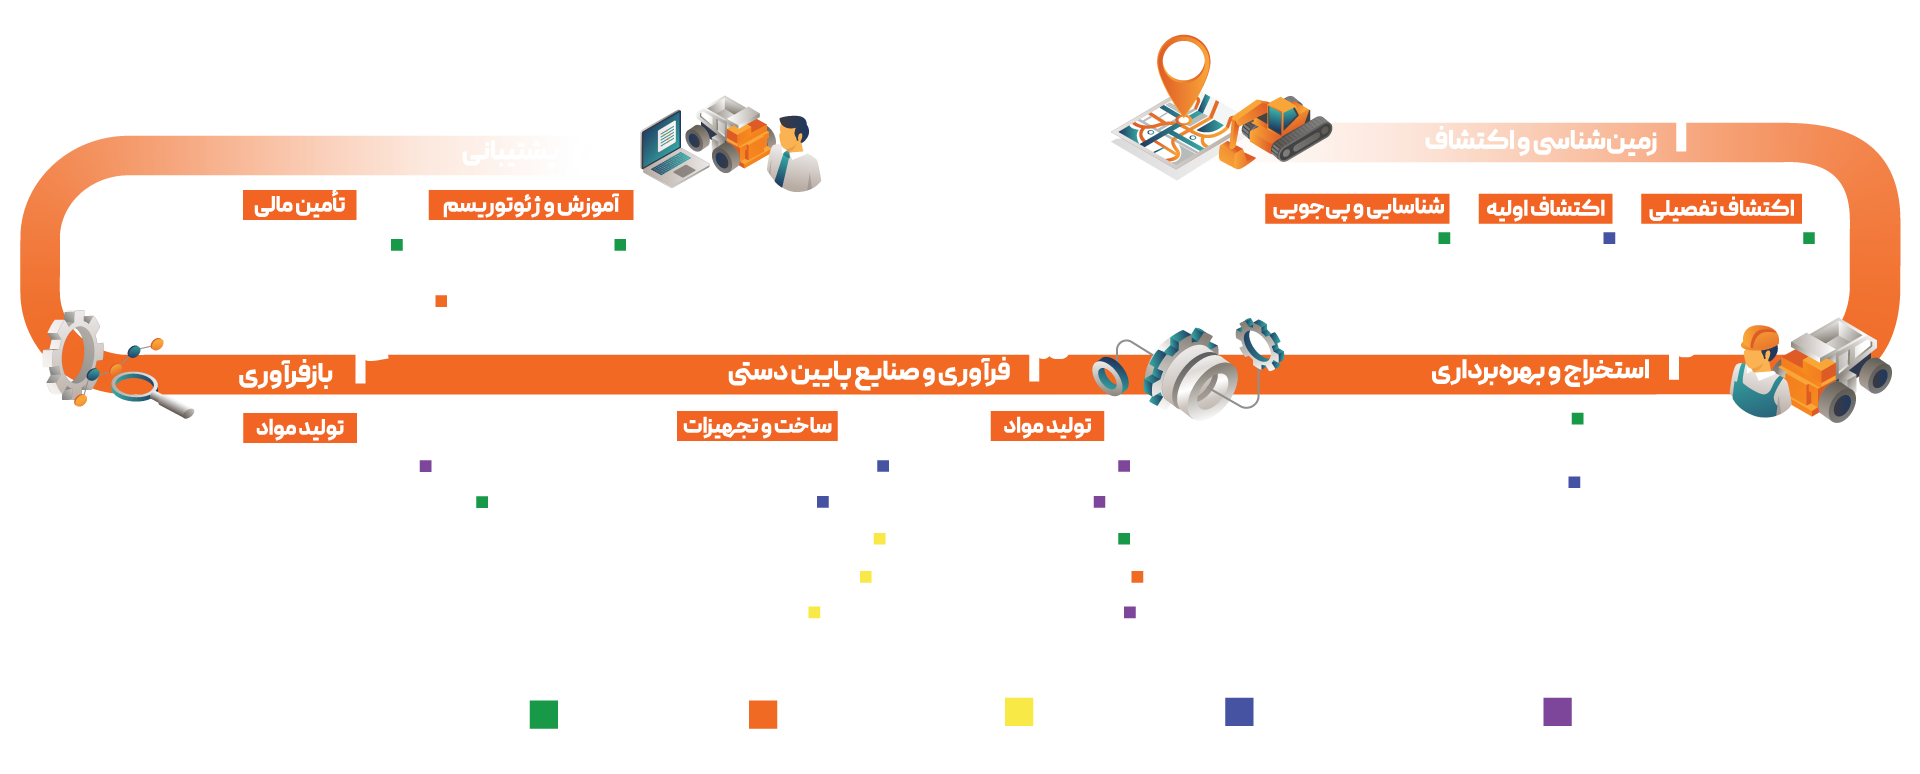 زمین‌شناسی و اکتشاف
اکتشاف تفصیلی
اکتشاف اولیه
شناسایی و پی‌جویی
استخراج و بهره‌برداری
فرآوری و صنایع پایین دستی
تولید مواد
ساخت و تجهیزات
بازفرآوری
تولید مواد
پشتیبانی
آموزش و ژئوتوریسم
تأمین مالی